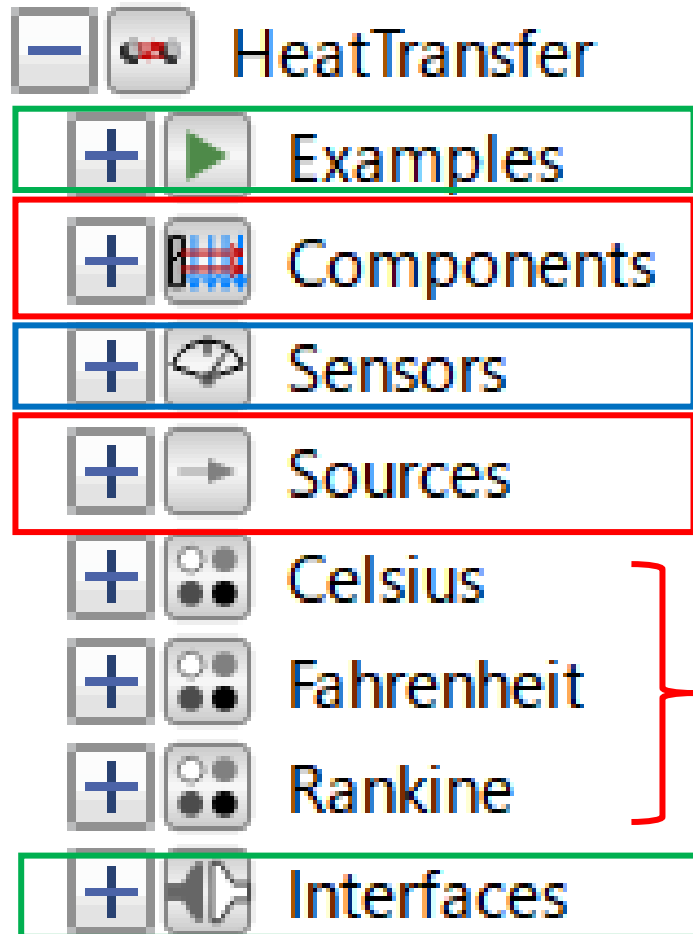 HeatTransfer
Examples
Components
Sensors
Sources
Celsius
Fahrenheit
Rankine
Interfaces